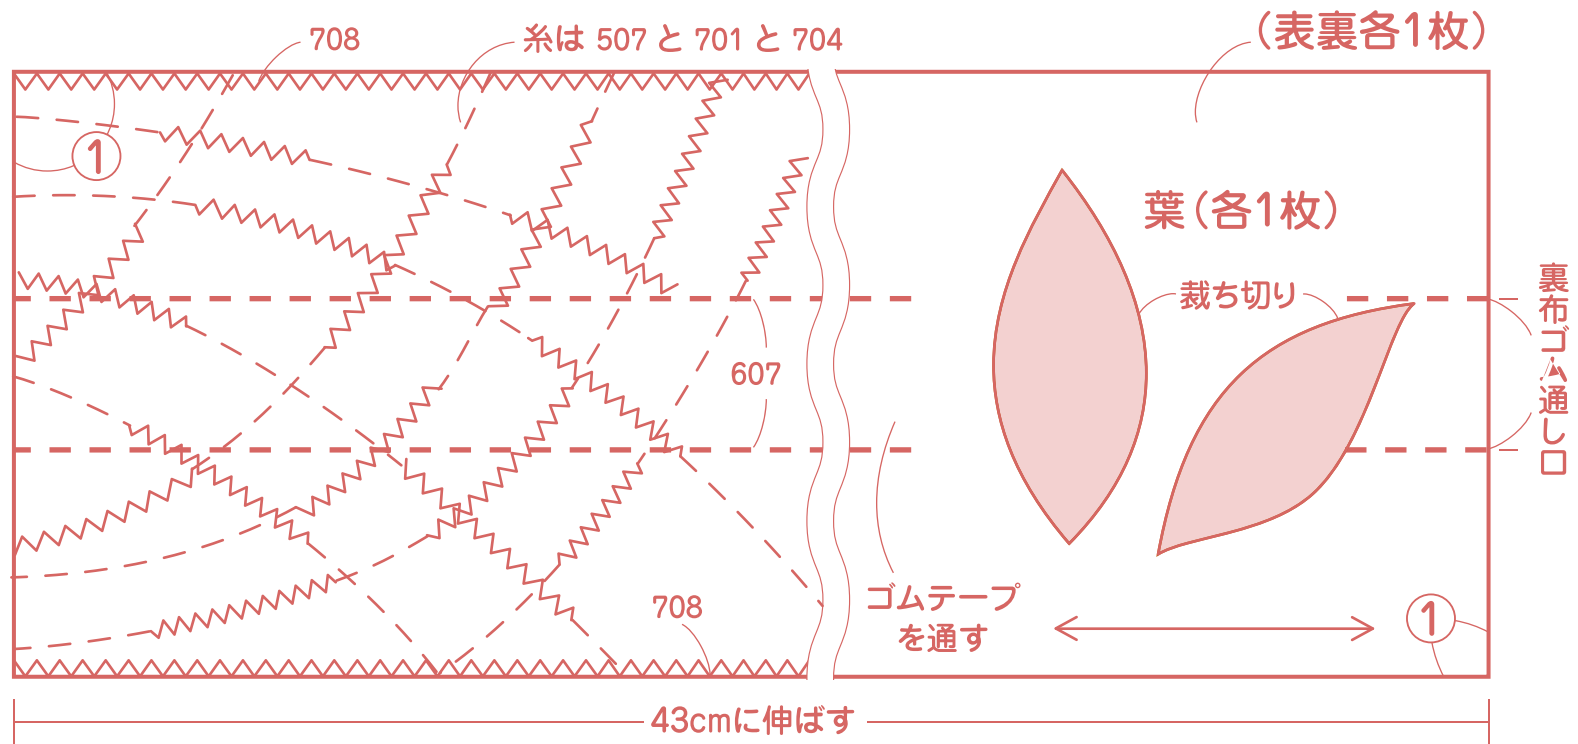 (表裏各1枚)
708
糸は 507 と 701 と 704
1
葉(各1枚)
裁ち切り
裏布ゴム通し口
607
ゴムテープ
を通す
708
1
43cmに伸ばす